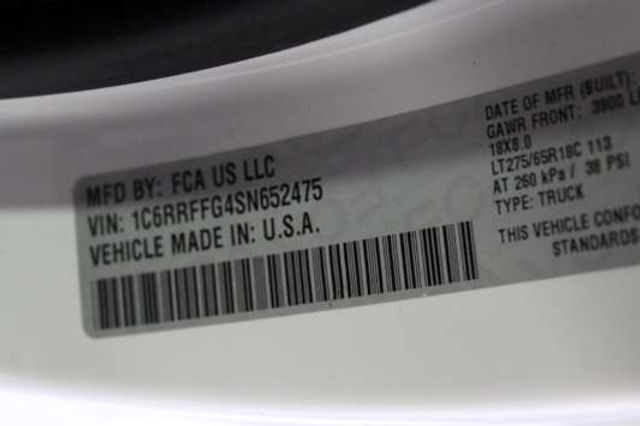 MFD BY: FCA US LLC
VIN: 1C6RRFFG4SN652475
VEHICLE MADE IN: U.S.A.
DATE OF MFR (BUILT)
GAWR FRONT: 3900
18X8.0
LT275/65R18C 113
AT 260 kPa / 38 PSI
TYPE: TRUCK
THIS VEHICLE
STANDARDS